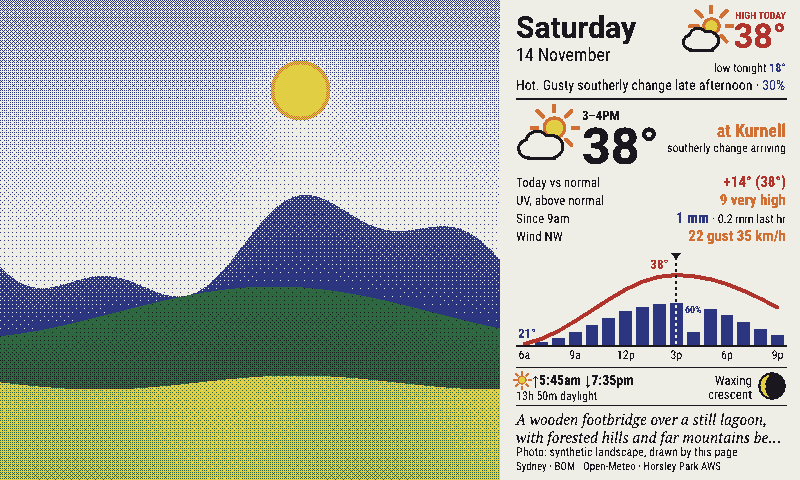 Saturday
14 November
HIGH TODAY
38°
low tonight 18°
Hot. Gusty southerly change late afternoon · 30%
3–4PM
38°
at Kurnell
southerly change arriving
Today vs normal +14° (38°)
UV, above normal 9 very high
Since 9am 1 mm · 0.2 mm last hr
Wind NW 22 gust 35 km/h
38°
60%
21°
6a 9a 12p 3p 6p 9p
↑5:45am ↓7:35pm
13h 50m daylight
Waxing
crescent
A wooden footbridge over a still lagoon,
with forested hills and far mountains be...
Photo: synthetic landscape, drawn by this page
Sydney · BOM Open-Meteo · Horsley Park AWS